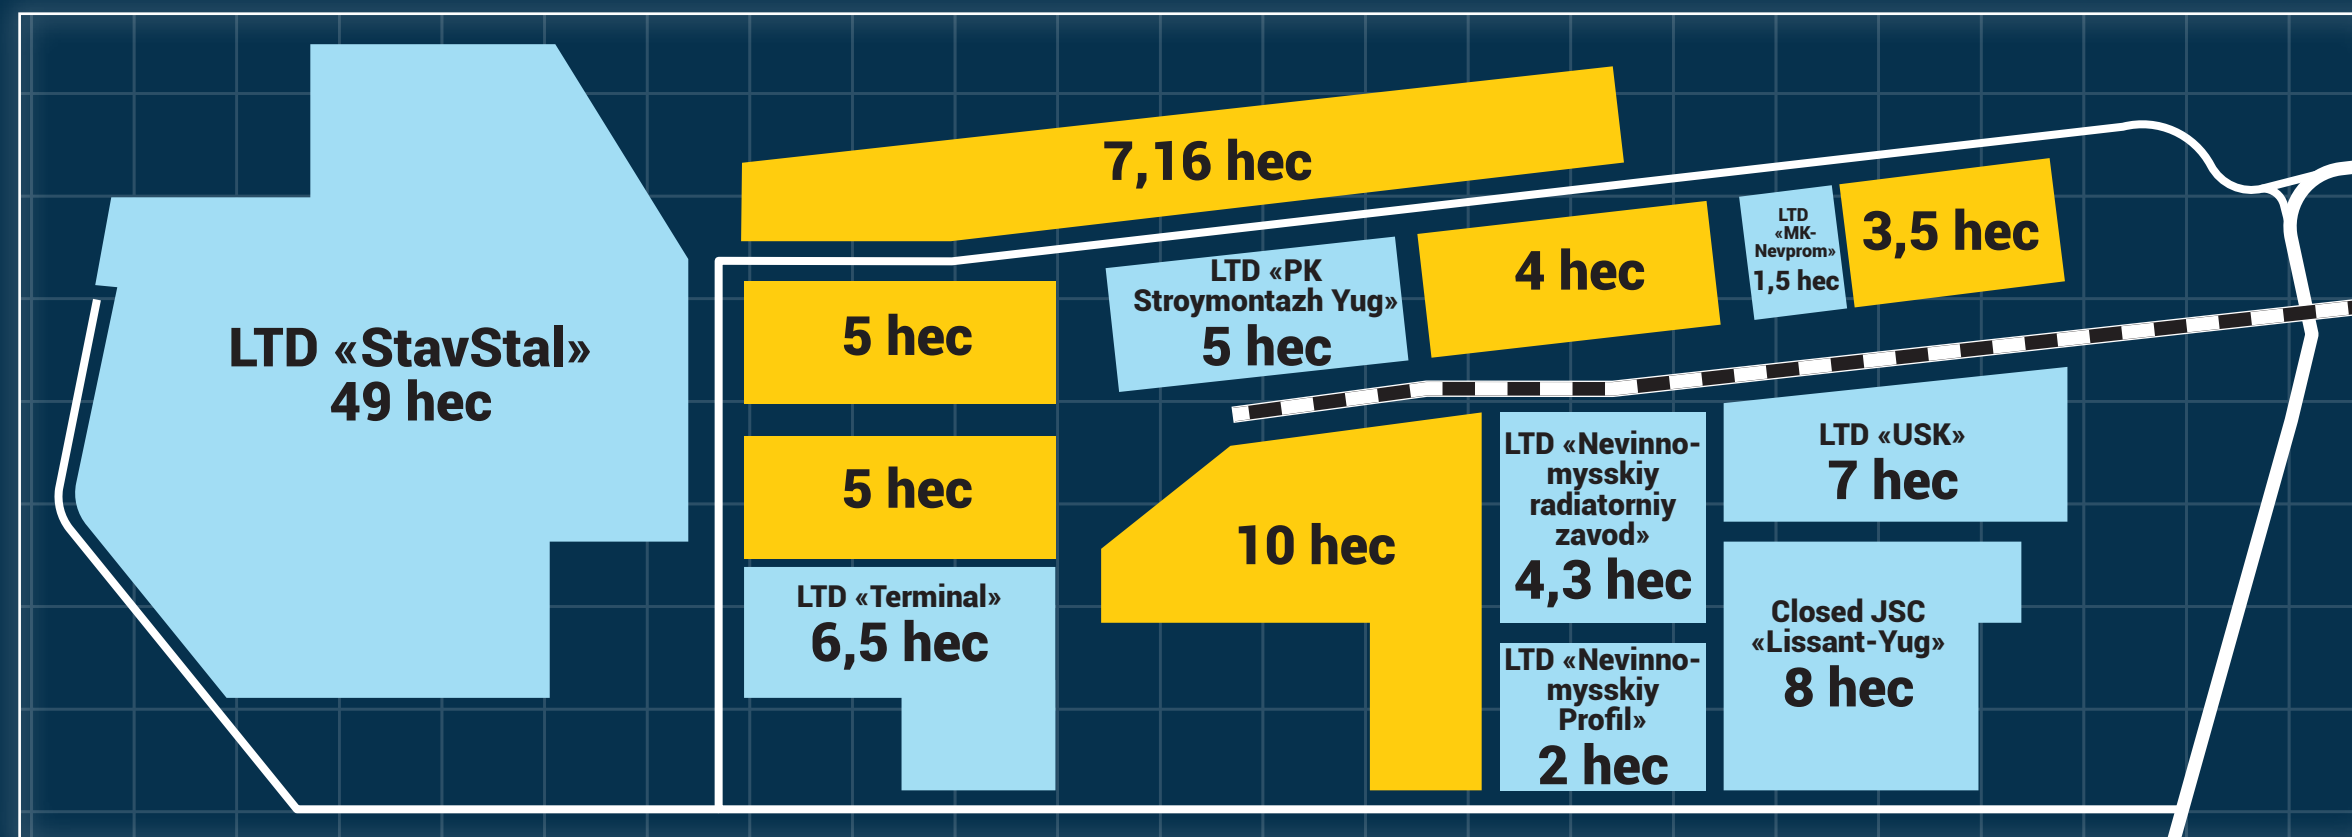 LTD «StavStal»
49 hec
7,16 hec
5 hec
5 hec
LTD «Terminal»
6,5 hec
LTD «PK
Stroymontazh Yug»
5 hec
4 hec
LTD
«MK-
Nevprom»
1,5 hec
3,5 hec
10 hec
LTD «Nevinno-
mysskiy
radiatorniy
zavod»
4,3 hec
LTD «Nevinno-
mysskiy
Profil»
2 hec
LTD «USK»
7 hec
Closed JSC
«Lissant-Yug»
8 hec